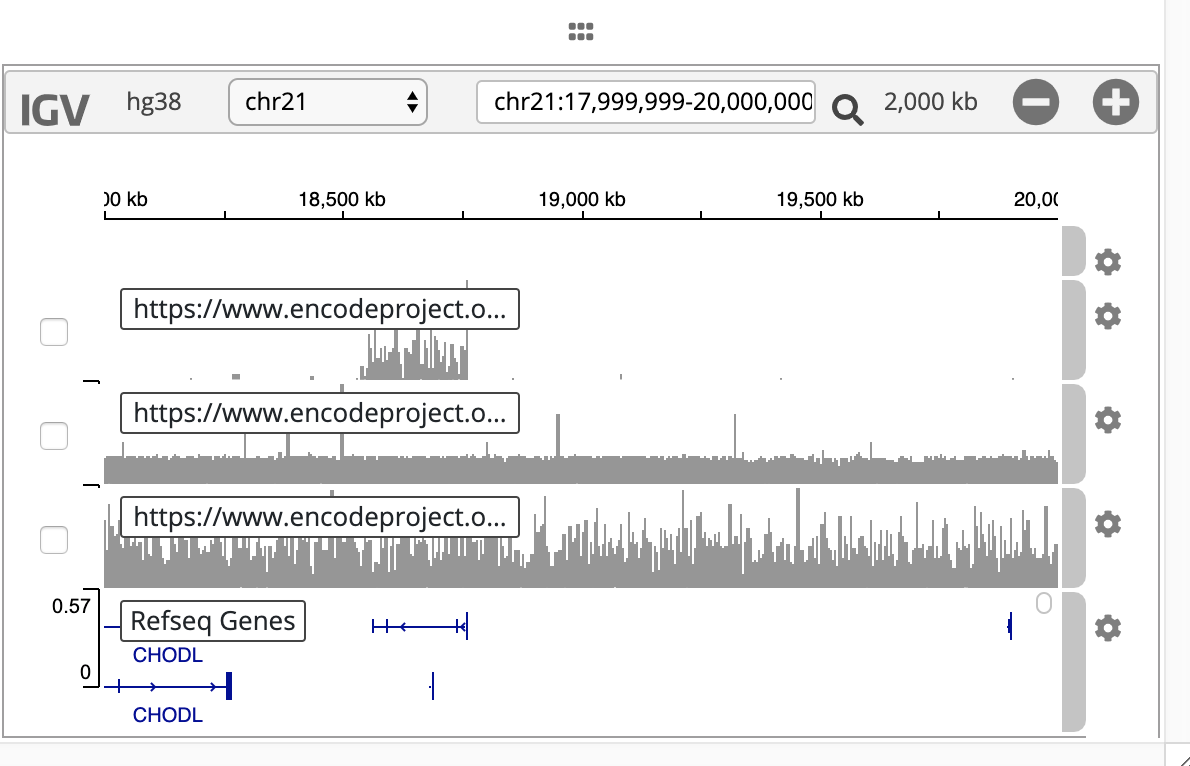 IGV hg38 chr21 chr21:17,999,999-20,000,000 2,000 kb
00 kb 18,500 kb 19,000 kb 19,500 kb 20,00
https://www.encodeproject.o...
https://www.encodeproject.o...
https://www.encodeproject.o...
0.57
Refseq Genes
CHODL
0
CHODL